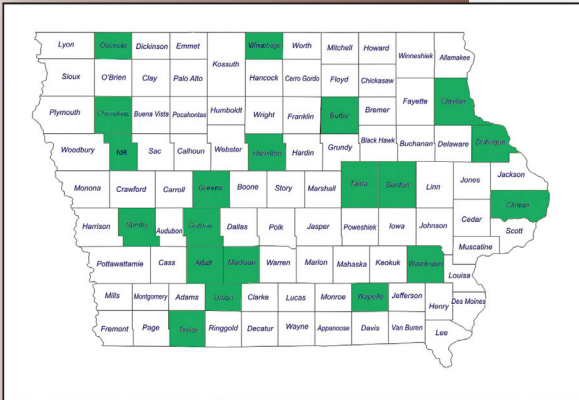 Lyon Osceola Dickinson Emmet Kossuth Winnebago Worth Mitchell Howard Winneshiek Allamakee
Sioux O'Brien Clay Palo Alto Hancock Cerro Gordo Floyd Chickasaw
Plymouth Cherokee Buena Vista Pocahontas Humboldt Wright Franklin Butler Bremer Fayette Clayton
Woodbury Ida Sac Calhoun Webster Hamilton Hardin Grundy Black Hawk Buchanan Delaware Dubuque
Monona Crawford Carroll Greene Boone Story Marshall Tama Benton Linn Jones Jackson
Harrison Shelby Audubon Guthrie Dallas Polk Jasper Poweshiek Iowa Johnson Cedar Clinton
Scott
Muscatine
Pottawattamie Cass Adair Madison Warren Marion Mahaska Keokuk Washington Louisa
Mills Montgomery Adams Union Clarke Lucas Monroe Wapello Jefferson Henry Des Moines
Fremont Page Taylor Ringgold Decatur Wayne Appanoose Davis Van Buren Lee